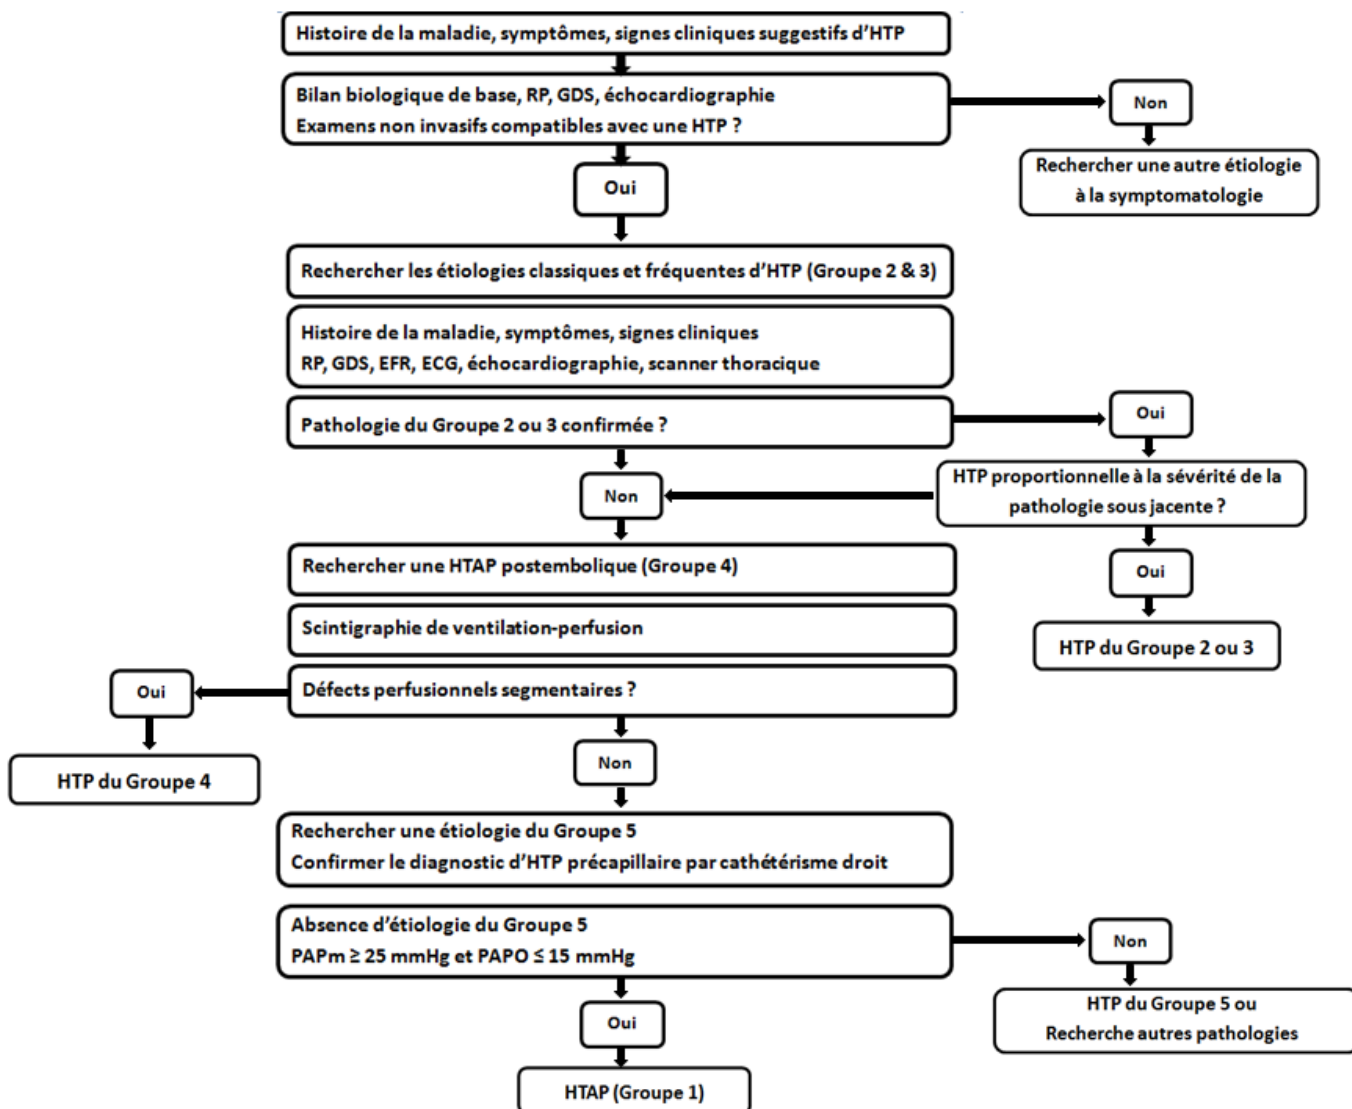 Histoire de la maladie, symptômes, signes cliniques suggestifs d'HTP
Bilan biologique de base, RP, GDS, échocardiographie
Examens non invasifs compatibles avec une HTP ?
Non
Rechercher une autre étiologie
à la symptomatologie
Oui
Rechercher les étiologies classiques et fréquentes d'HTP (Groupe 2 & 3)
Histoire de la maladie, symptômes, signes cliniques
RP, GDS, EFR, ECG, échocardiographie, scanner thoracique
Pathologie du Groupe 2 ou 3 confirmée ?
Oui
HTP proportionnelle à la sévérité de la
pathologie sous jacente ?
Non
Oui
HTP du Groupe 2 ou 3
Rechercher une HTAP postembolique (Groupe 4)
Scintigraphie de ventilation-perfusion
Défects perfusionnels segmentaires ?
Oui
HTP du Groupe 4
Non
Rechercher une étiologie du Groupe 5
Confirmer le diagnostic d'HTP précapillaire par cathétérisme droit
Absence d'étiologie du Groupe 5
PAPm ≥ 25 mmHg et PAPO ≤ 15 mmHg
Non
HTP du Groupe 5 ou
Recherche autres pathologies
Oui
HTAP (Groupe 1)